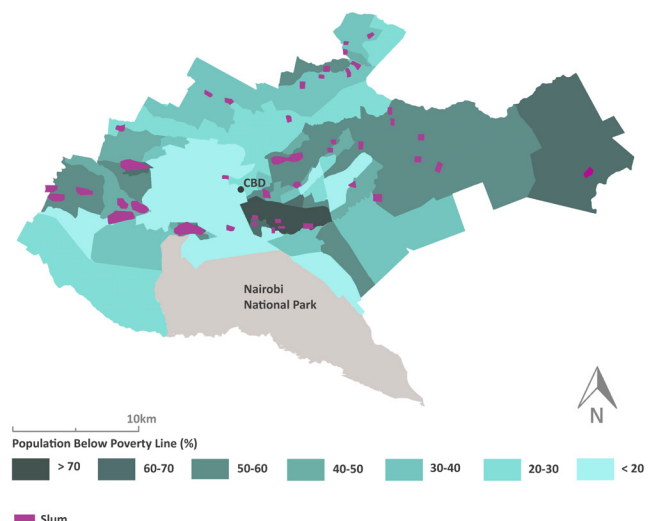 CBD
Nairobi
National Park
10km
N
Population Below Poverty Line (%)
> 70 60-70 50-60 40-50 30-40 20-30 < 20
Slum